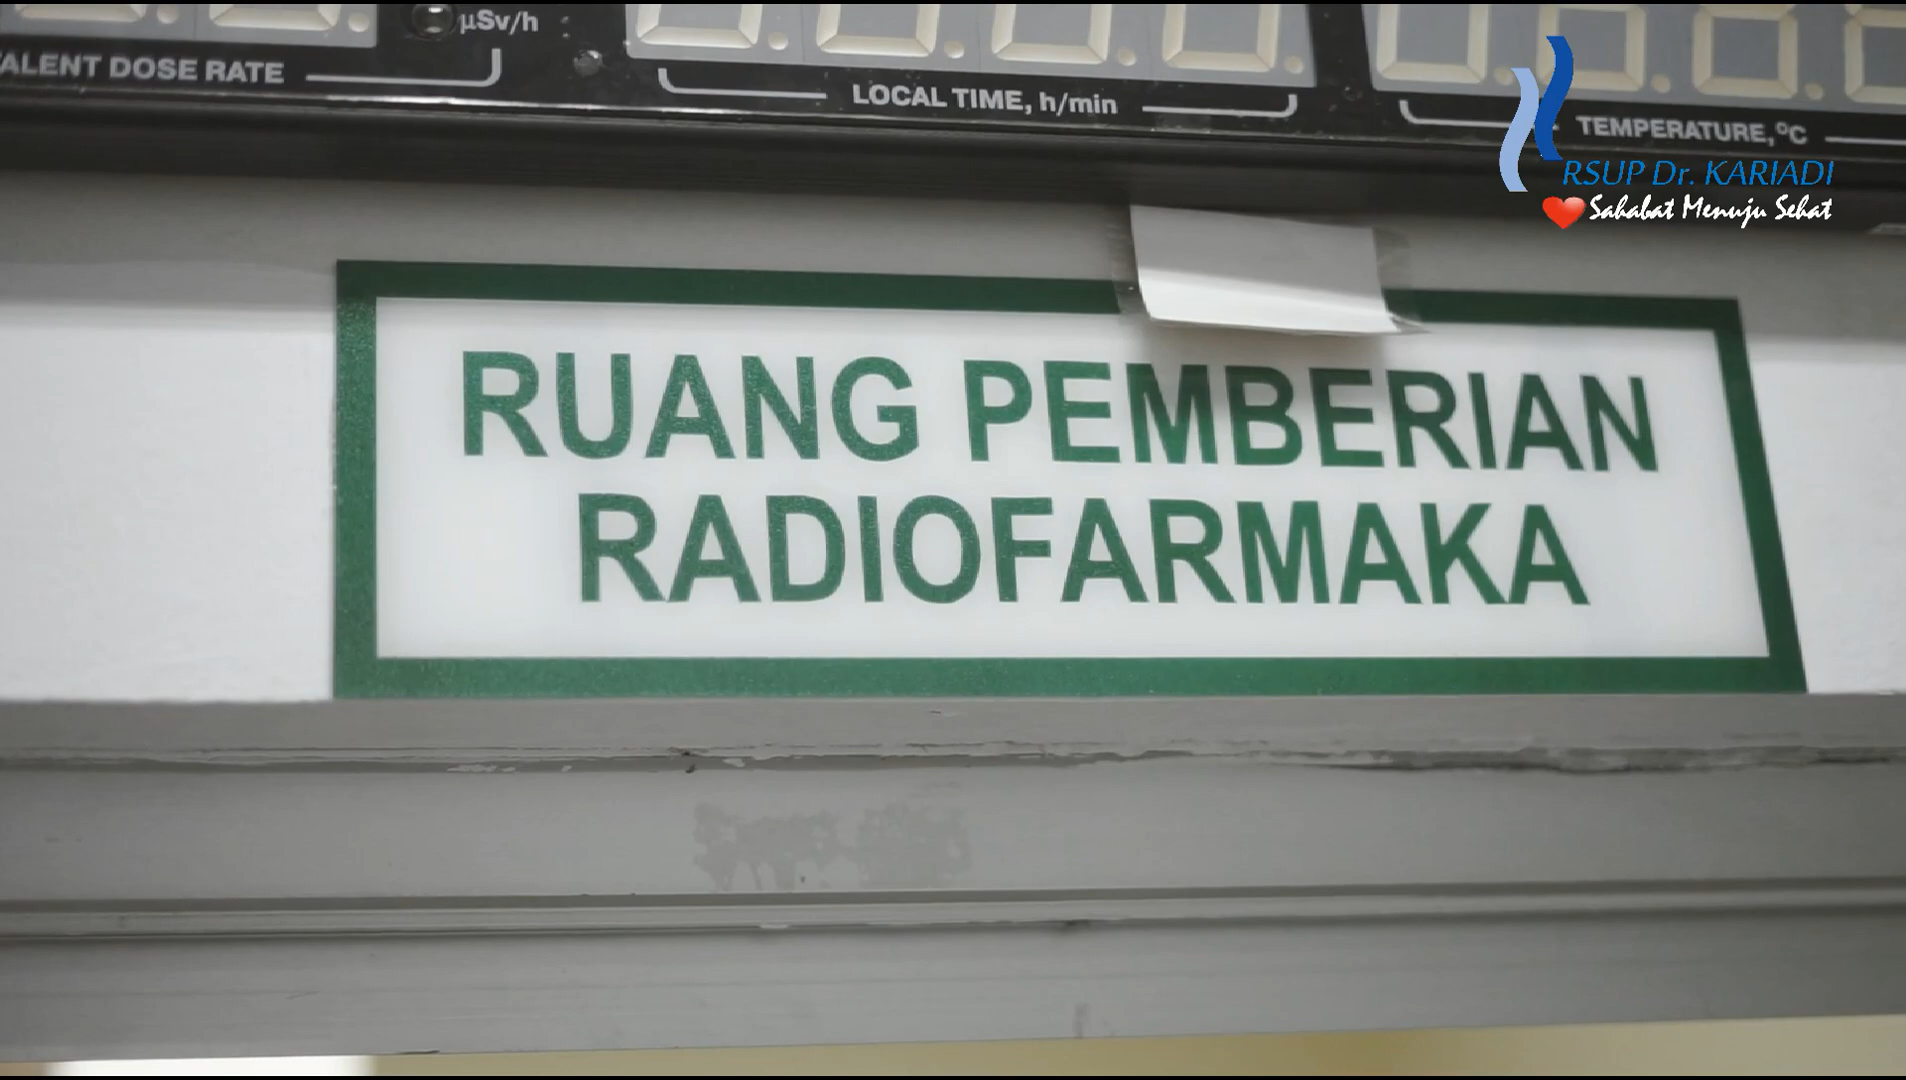 µSv/h
ALENT DOSE RATE
LOCAL TIME, h/min
TEMPERATURE,°C
RSUP Dr. KARIADI
Sahabat Menuju Sehat
RUANG PEMBERIAN
RADIOFARMAKA